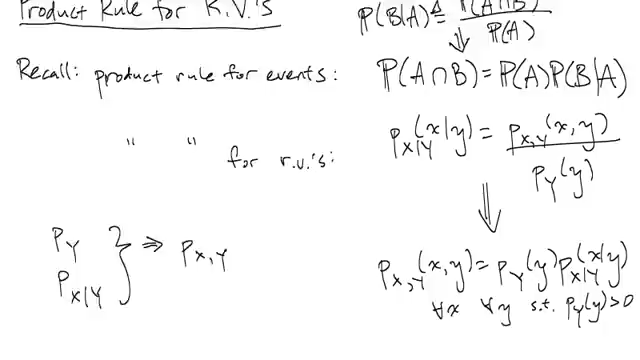 Product Rule for R.V.'s
P(B|A) ≜ P(A∩B) / P(A)
⇓
Recall: product rule for events: P(A∩B) = P(A)P(B|A)
" " for r.u.'s: p_{X|Y}(x|y) = p_{X,Y}(x,y) / p_Y(y)
⇓
p_Y
p_{X|Y} } ⇒ p_{X,Y}
p_{X,Y}(x,y) = p_Y(y) p_{X|Y}(x|y)
∀x ∀y s.t. p_Y(y)>0